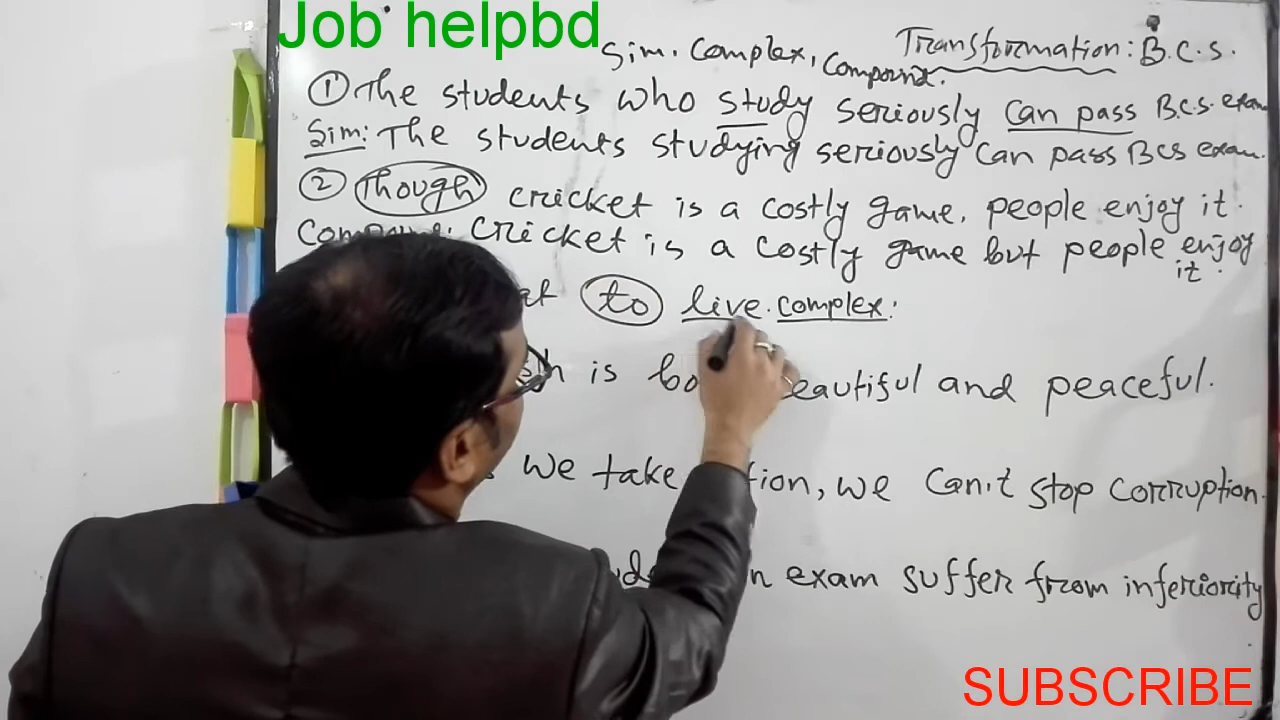 Job helpbd
Transformation: B.C.S.
Sim. Complex, Compound.
① The students who study seriously can pass B.C.S. exam
Sim: The students studying seriously can pass BCS exam.
② Though cricket is a costly game, people enjoy it.
cricket is a costly game but people enjoy it.
to live. complex:
is beautiful and peaceful.
We take, we can't stop corruption.
exam suffer from inferiority
SUBSCRIBE